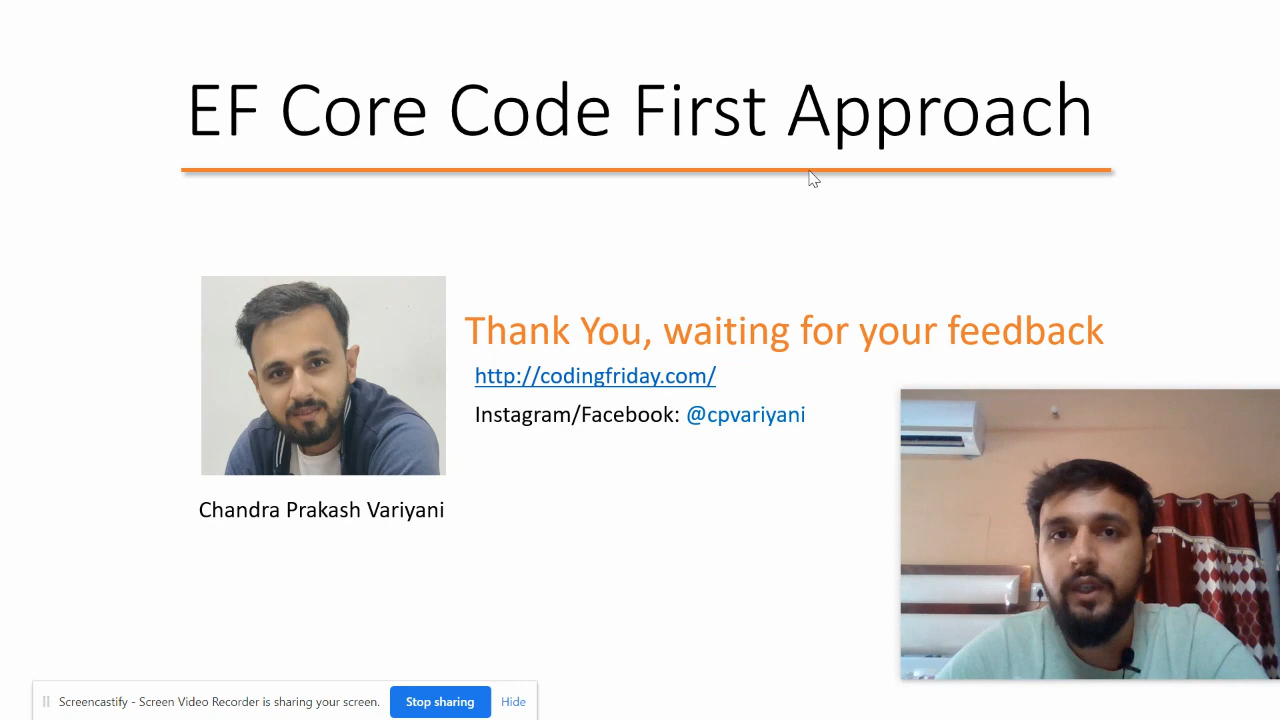 EF Core Code First Approach
Thank You, waiting for your feedback
http://codingfriday.com/
Instagram/Facebook: @cpvariyani
Chandra Prakash Variyani
Screencastify - Screen Video Recorder is sharing your screen. Stop sharing Hide